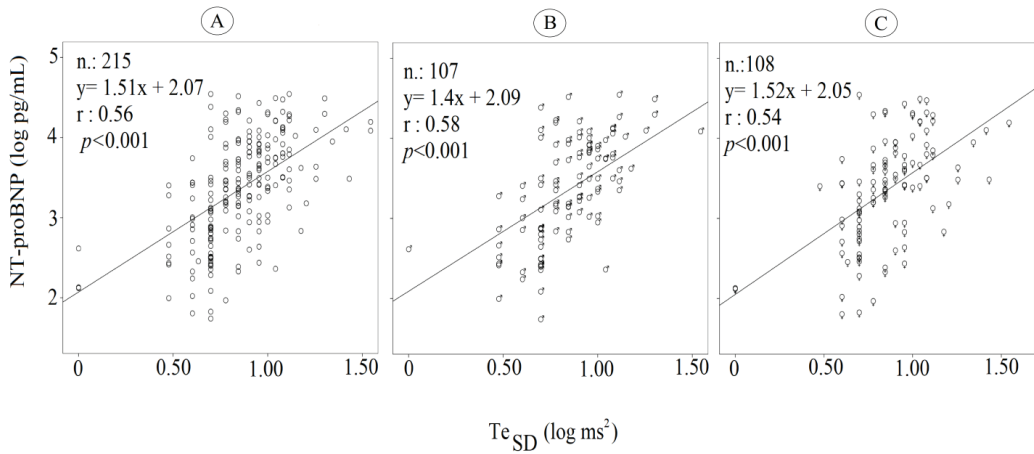 A
B
C
NT-proBNP (log pg/mL)
5
4
3
2
n.: 215
y= 1.51x + 2.07
r : 0.56
p<0.001
n.: 107
y= 1.4x + 2.09
r : 0.58
p<0.001
n.:108
y= 1.52x + 2.05
r : 0.54
p<0.001
0 0.50 1.00 1.50
0 0.50 1.00 1.50
0 0.50 1.00 1.50
Te SD (log ms²)